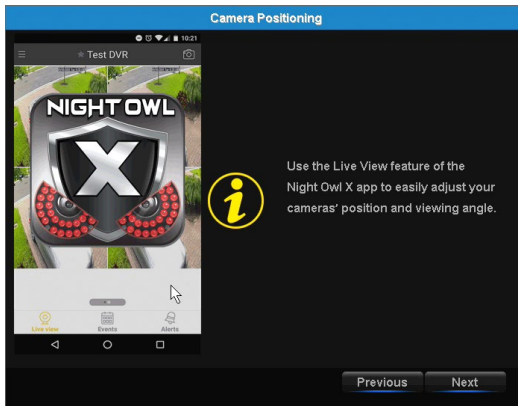 Camera Positioning
10:21
Test DVR
NIGHT OWL
X
i
Use the Live View feature of the
Night Owl X app to easily adjust your
cameras' position and viewing angle.
Live view Events Alerts
Previous Next